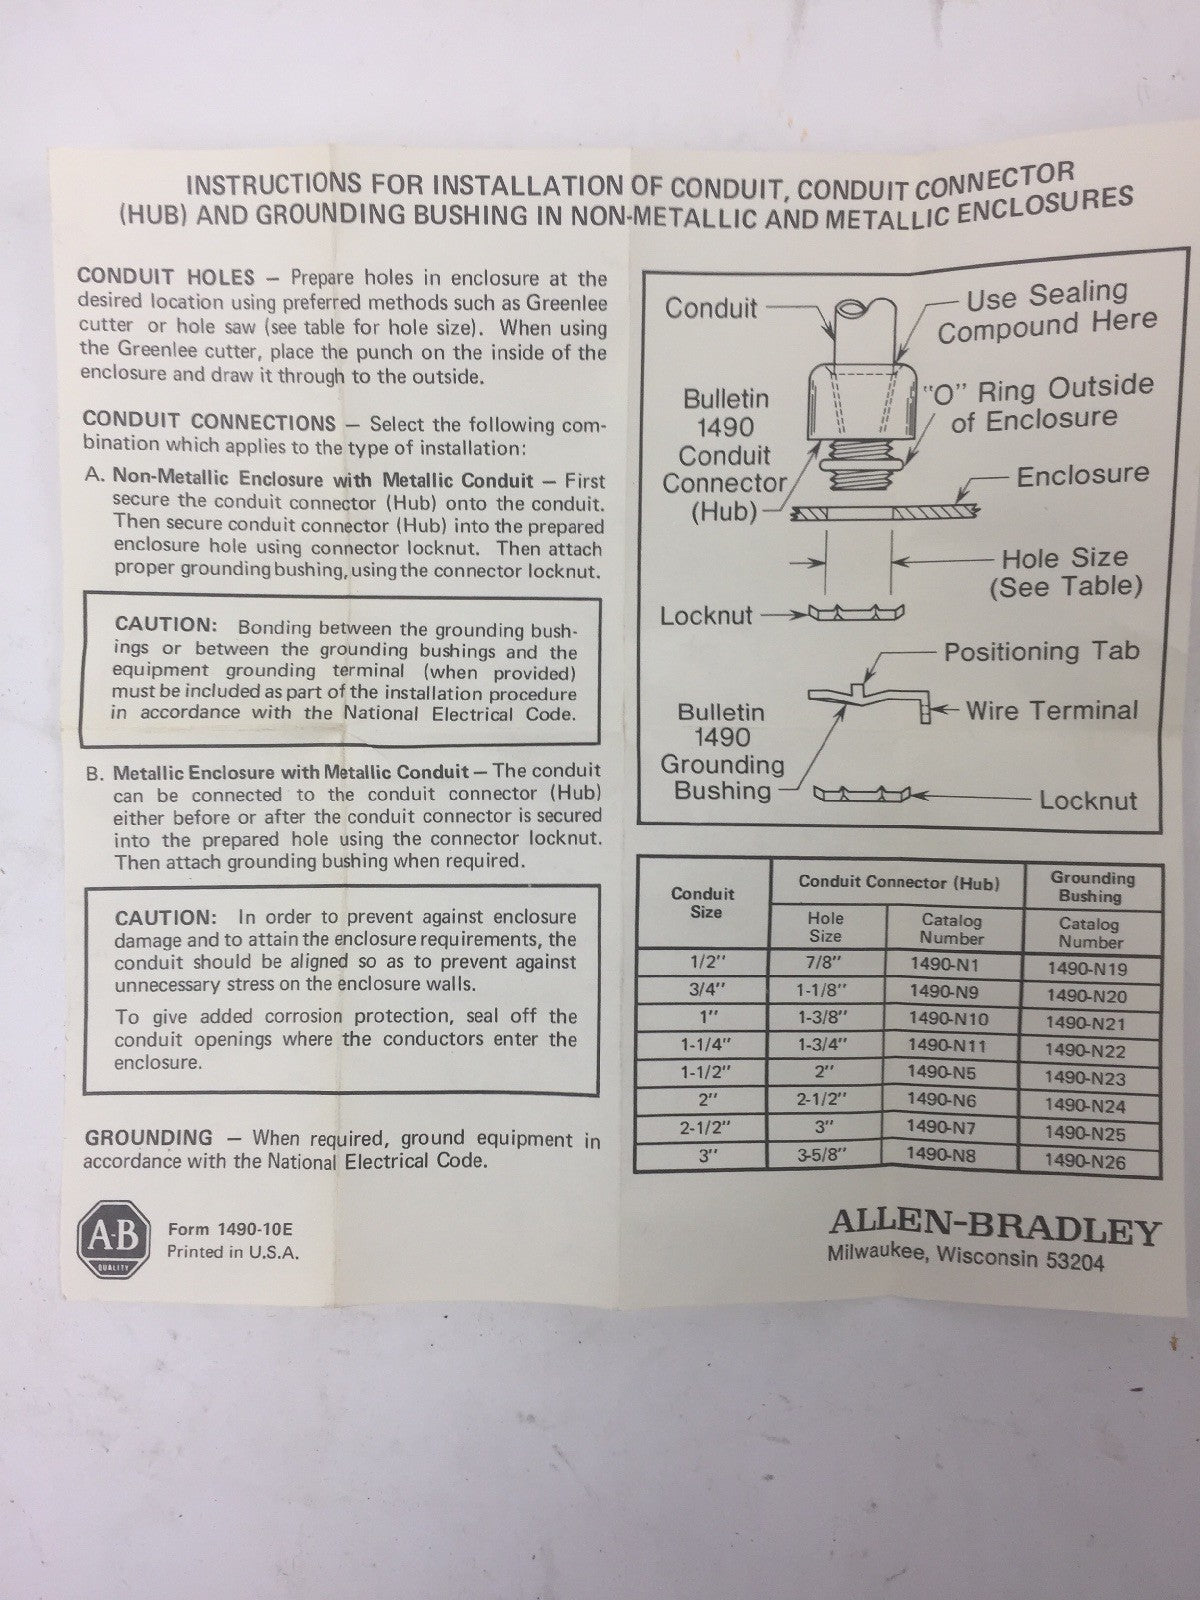 INSTRUCTIONS FOR INSTALLATION OF CONDUIT, CONDUIT CONNECTOR
(HUB) AND GROUNDING BUSHING IN NON-METALLIC AND METALLIC ENCLOSURES
CONDUIT HOLES — Prepare holes in enclosure at the
desired location using preferred methods such as Greenlee
cutter or hole saw (see table for hole size). When using
the Greenlee cutter, place the punch on the inside of the
enclosure and draw it through to the outside.
CONDUIT CONNECTIONS — Select the following com-
bination which applies to the type of installation:
A. Non-Metallic Enclosure with Metallic Conduit — First
secure the conduit connector (Hub) onto the conduit.
Then secure conduit connector (Hub) into the prepared
enclosure hole using connector locknut. Then attach
proper grounding bushing, using the connector locknut.
CAUTION: Bonding between the grounding bush-
ings or between the grounding bushings and the
equipment grounding terminal (when provided)
must be included as part of the installation procedure
in accordance with the National Electrical Code.
B. Metallic Enclosure with Metallic Conduit — The conduit
can be connected to the conduit connector (Hub)
either before or after the conduit connector is secured
into the prepared hole using the connector locknut.
Then attach grounding bushing when required.
CAUTION: In order to prevent against enclosure
damage and to attain the enclosure requirements, the
conduit should be aligned so as to prevent against
unnecessary stress on the enclosure walls.
To give added corrosion protection, seal off the
conduit openings where the conductors enter the
enclosure.
GROUNDING — When required, ground equipment in
accordance with the National Electrical Code.
A-B
QUALITY
Form 1490-10E
Printed in U.S.A.
Conduit
Use Sealing
Compound Here
Bulletin
1490
Conduit
Connector
(Hub)
"O" Ring Outside
of Enclosure
Enclosure
Hole Size
(See Table)
Locknut
Positioning Tab
Bulletin
1490
Grounding
Bushing
Wire Terminal
Locknut
Conduit Size Conduit Connector (Hub) Grounding Bushing
Hole Size Catalog Number Catalog Number
1/2" 7/8" 1490-N1 1490-N19
3/4" 1-1/8" 1490-N9 1490-N20
1" 1-3/8" 1490-N10 1490-N21
1-1/4" 1-3/4" 1490-N11 1490-N22
1-1/2" 2" 1490-N5 1490-N23
2" 2-1/2" 1490-N6 1490-N24
2-1/2" 3" 1490-N7 1490-N25
3" 3-5/8" 1490-N8 1490-N26
ALLEN-BRADLEY
Milwaukee, Wisconsin 53204